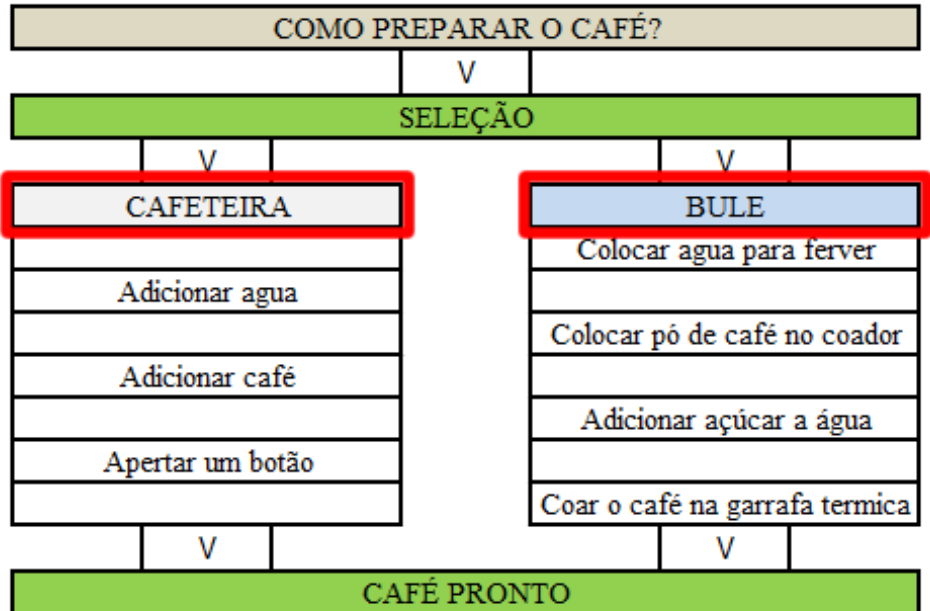 COMO PREPARAR O CAFÉ?
V
SELEÇÃO
V
V
CAFETEIRA
BULE
Adicionar agua
Adicionar café
Apertar um botão
Colocar agua para ferver
Colocar pó de café no coador
Adicionar açúcar a água
Coar o café na garrafa termica
V
V
CAFÉ PRONTO